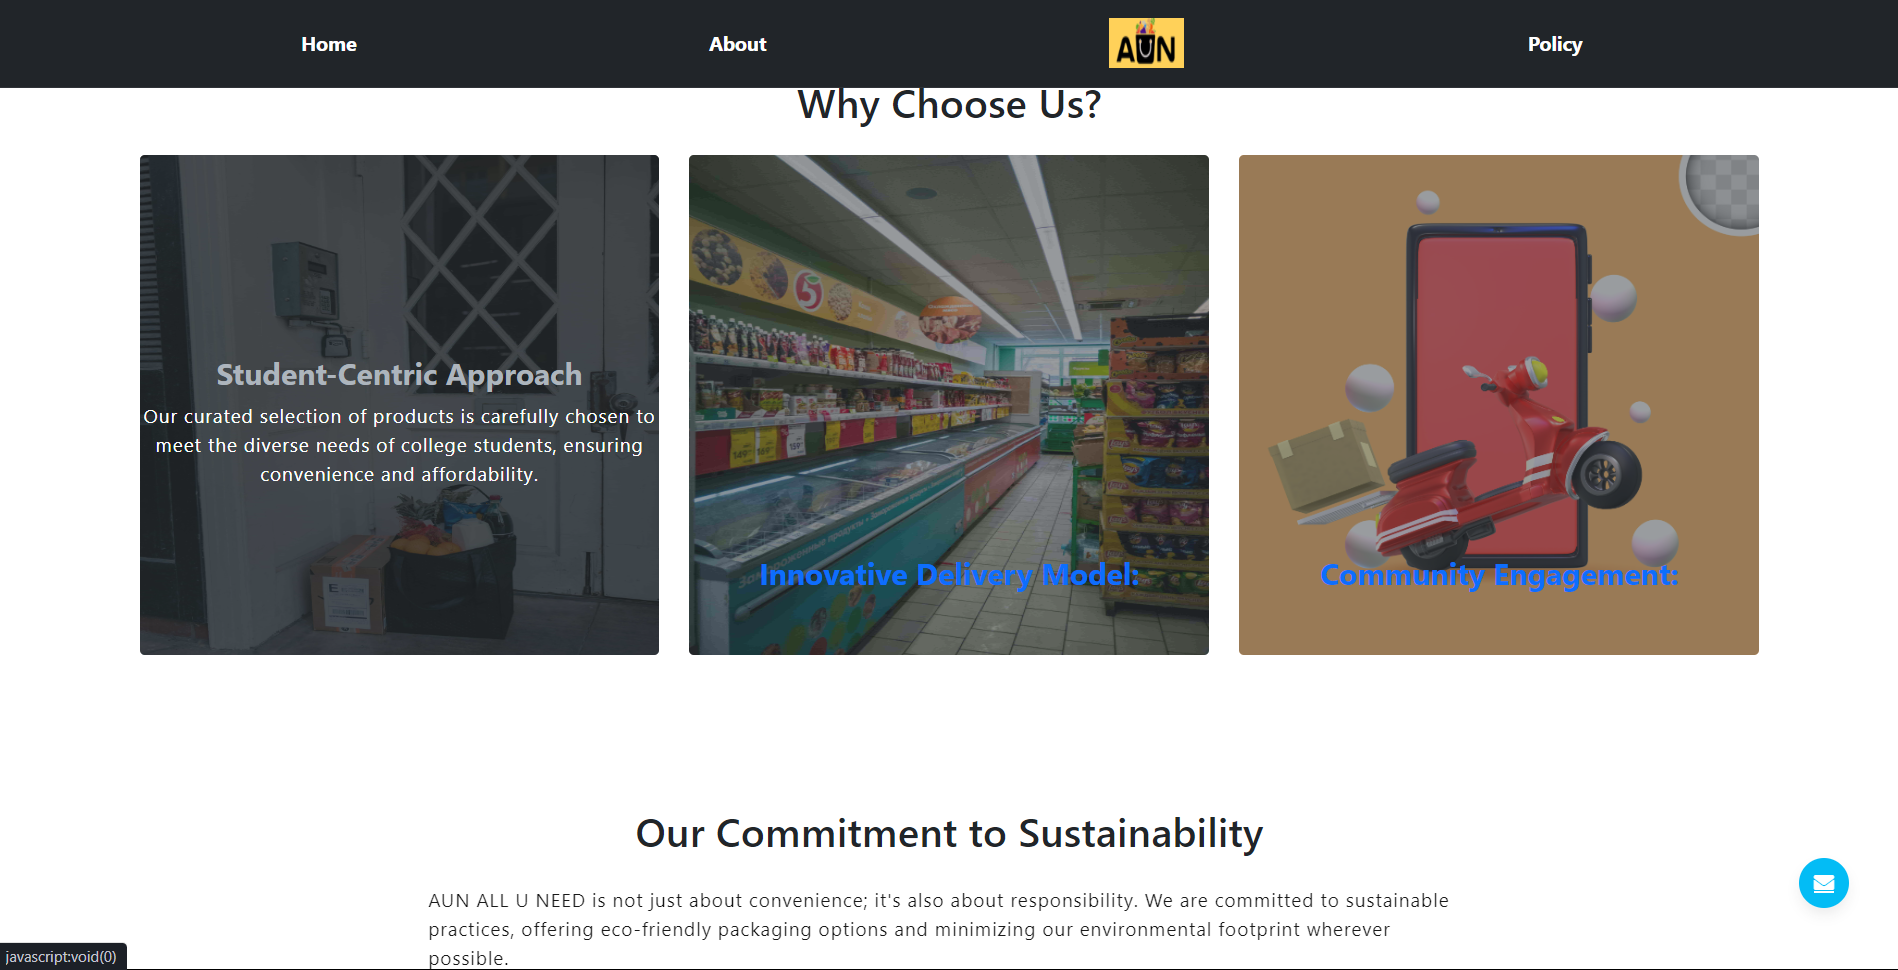 Home
About
AUN
Policy
Why Choose Us?
Student-Centric Approach
Our curated selection of products is carefully chosen to
meet the diverse needs of college students, ensuring
convenience and affordability.
Innovative Delivery Model:
Community Engagement:
Our Commitment to Sustainability
AUN ALL U NEED is not just about convenience; it's also about responsibility. We are committed to sustainable
practices, offering eco-friendly packaging options and minimizing our environmental footprint wherever
possible.
javascript:void(0)